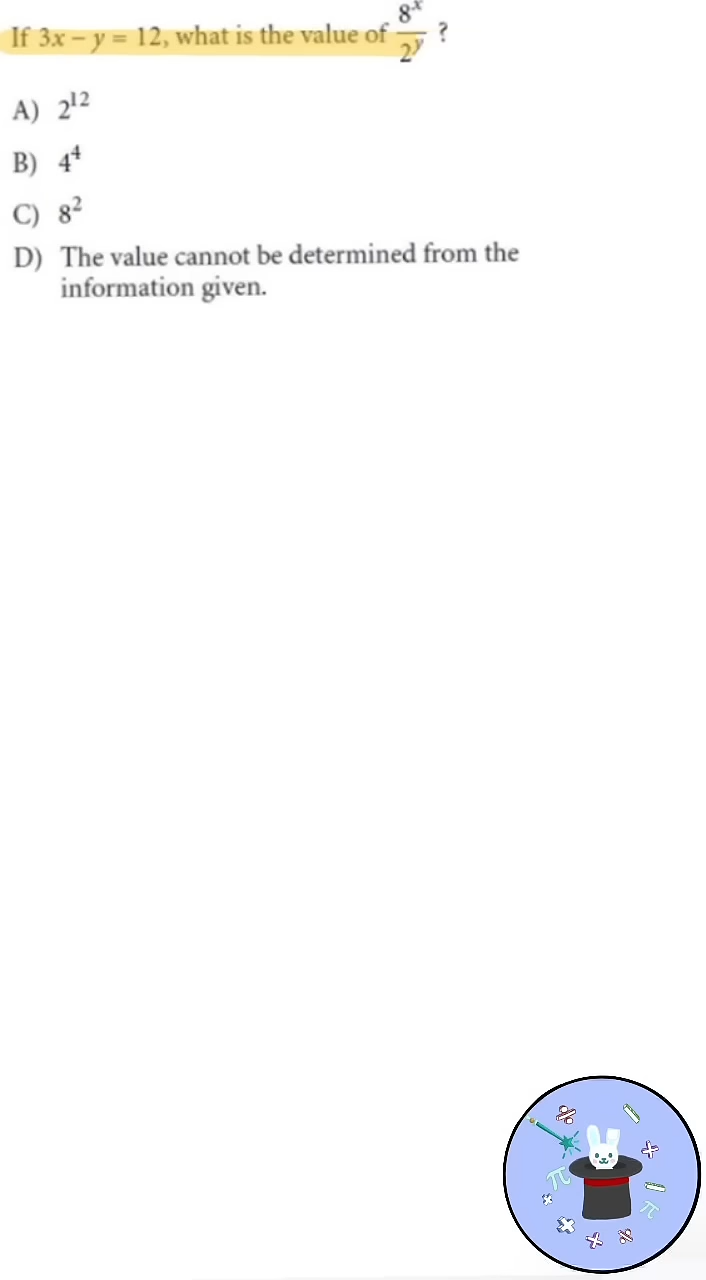 If 3x − y = 12, what is the value of 8^x/2^y ?
A) 2^12
B) 4^4
C) 8^2
D) The value cannot be determined from the
information given.
π
π